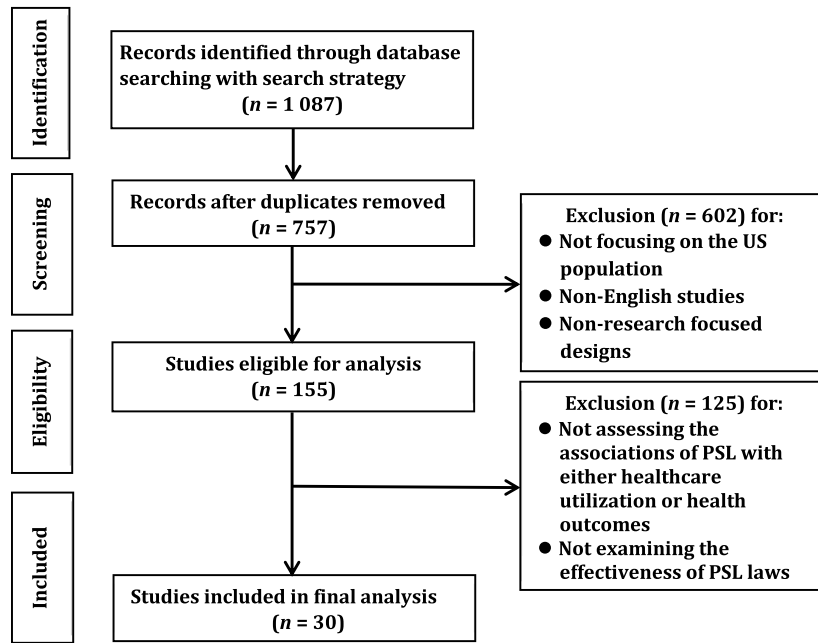 Identification
Records identified through database
searching with search strategy
(n = 1 087)
Screening
Records after duplicates removed
(n = 757)
Exclusion (n = 602) for:
● Not focusing on the US
population
● Non-English studies
● Non-research focused
designs
Eligibility
Studies eligible for analysis
(n = 155)
Exclusion (n = 125) for:
● Not assessing the
associations of PSL with
either healthcare
utilization or health
outcomes
● Not examining the
effectiveness of PSL laws
Included
Studies included in final analysis
(n = 30)